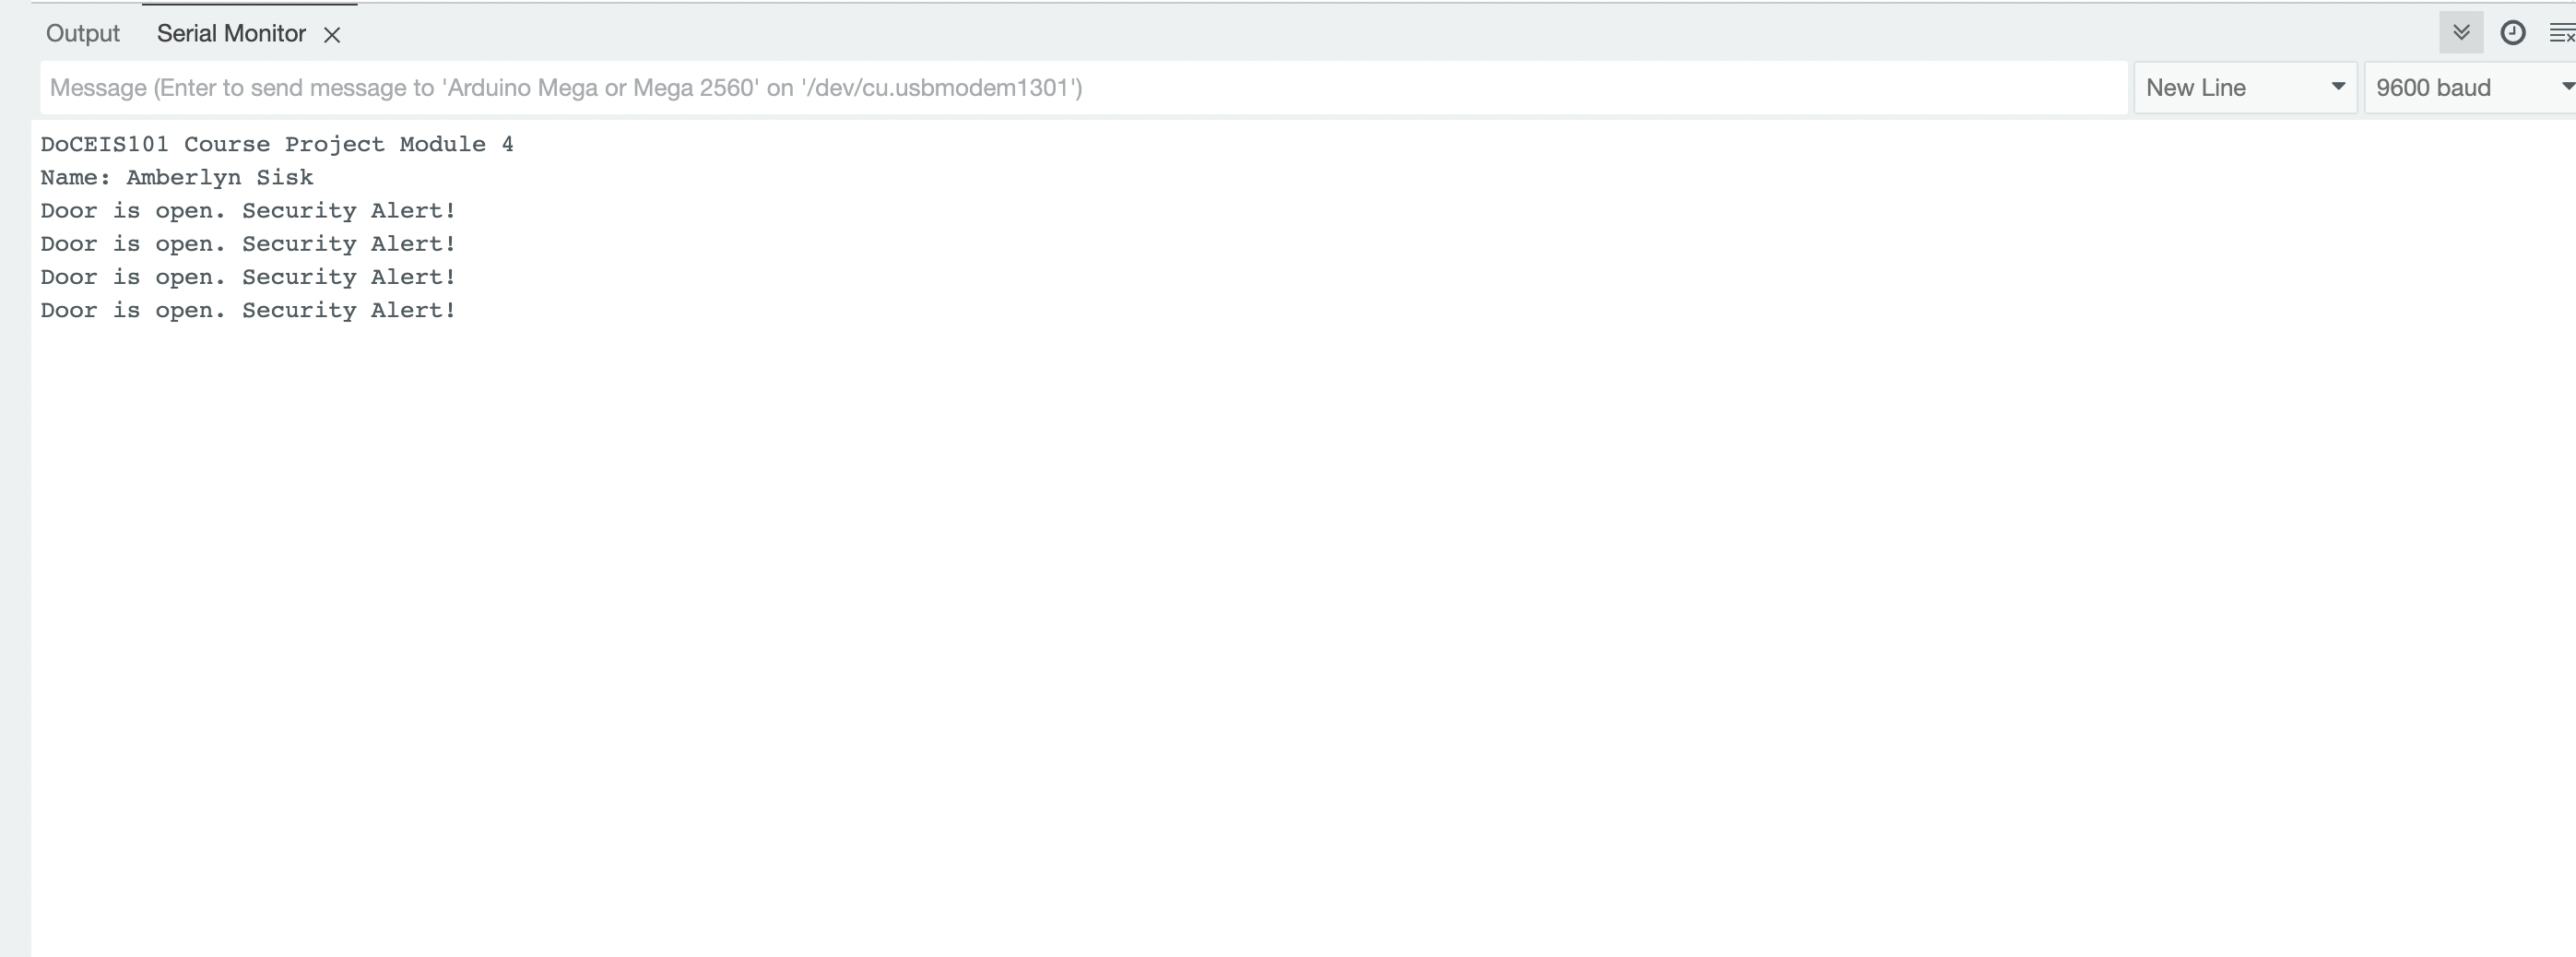 Output Serial Monitor
Message (Enter to send message to 'Arduino Mega or Mega 2560' on '/dev/cu.usbmodem1301') New Line 9600 baud
DoCEIS101 Course Project Module 4
Name: Amberlyn Sisk
Door is open. Security Alert!
Door is open. Security Alert!
Door is open. Security Alert!
Door is open. Security Alert!